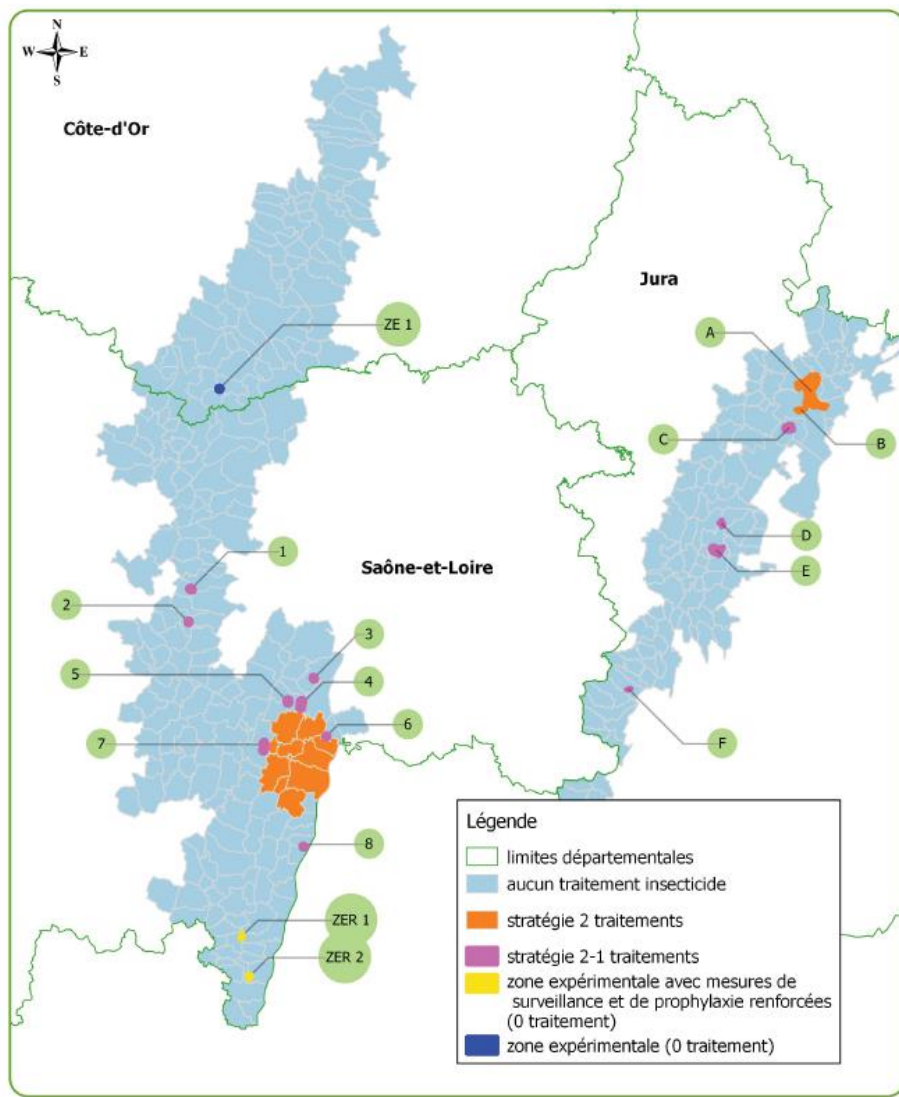 N
W E
S
Côte-d'Or
Jura
ZE 1
A
C
B
1
D
Saône-et-Loire
E
2
3
5
4
F
6
7
8
ZER 1
ZER 2
Légende
limites départementales
aucun traitement insecticide
stratégie 2 traitements
stratégie 2-1 traitements
zone expérimentale avec mesures de
surveillance et de prophylaxie renforcées
(0 traitement)
zone expérimentale (0 traitement)